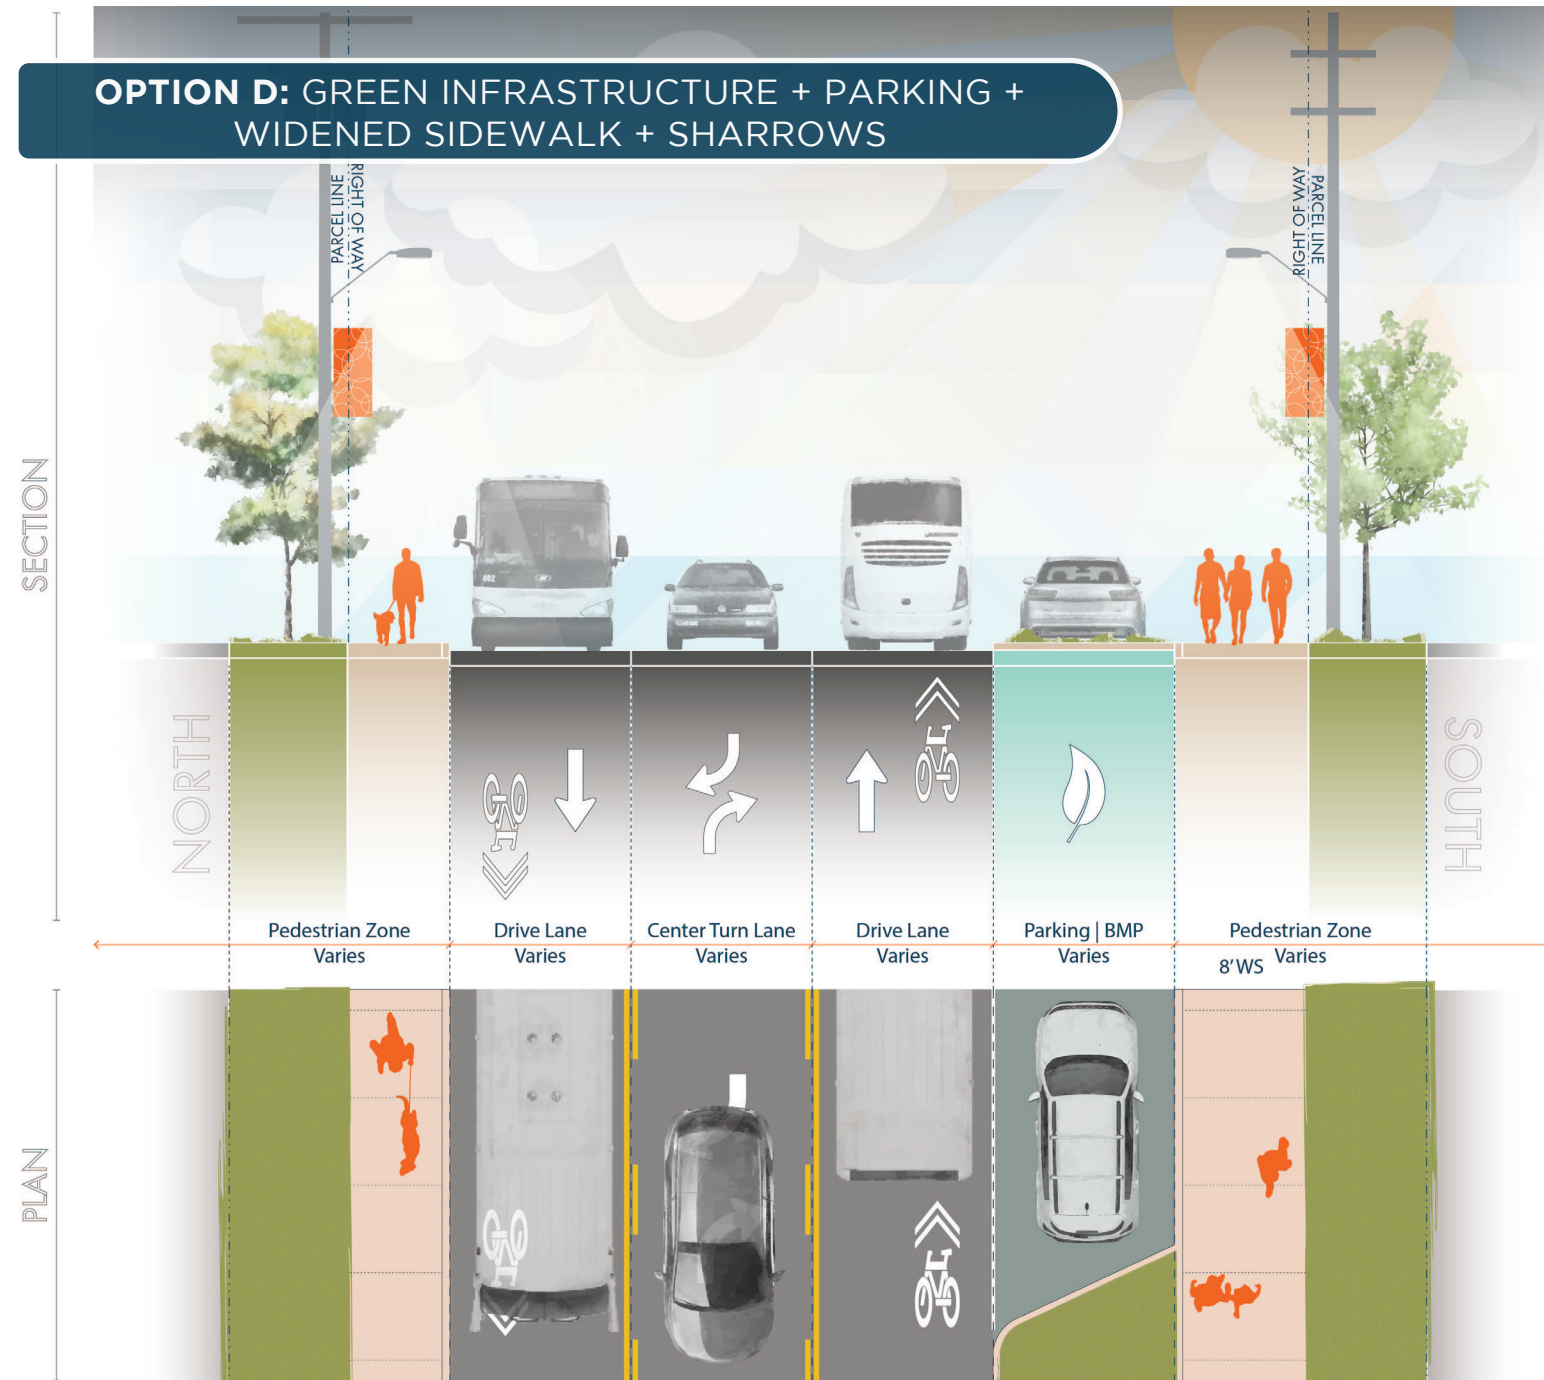 OPTION D: GREEN INFRASTRUCTURE + PARKING +
WIDENED SIDEWALK + SHARROWS
PARCEL LINE
RIGHT OF WAY
RIGHT OF WAY
PARCEL LINE
SECTION
602
NORTH
SOUTH
Pedestrian Zone
Varies
Drive Lane
Varies
Center Turn Lane
Varies
Drive Lane
Varies
Parking | BMP
Varies
Pedestrian Zone
8' WS Varies
PLAN